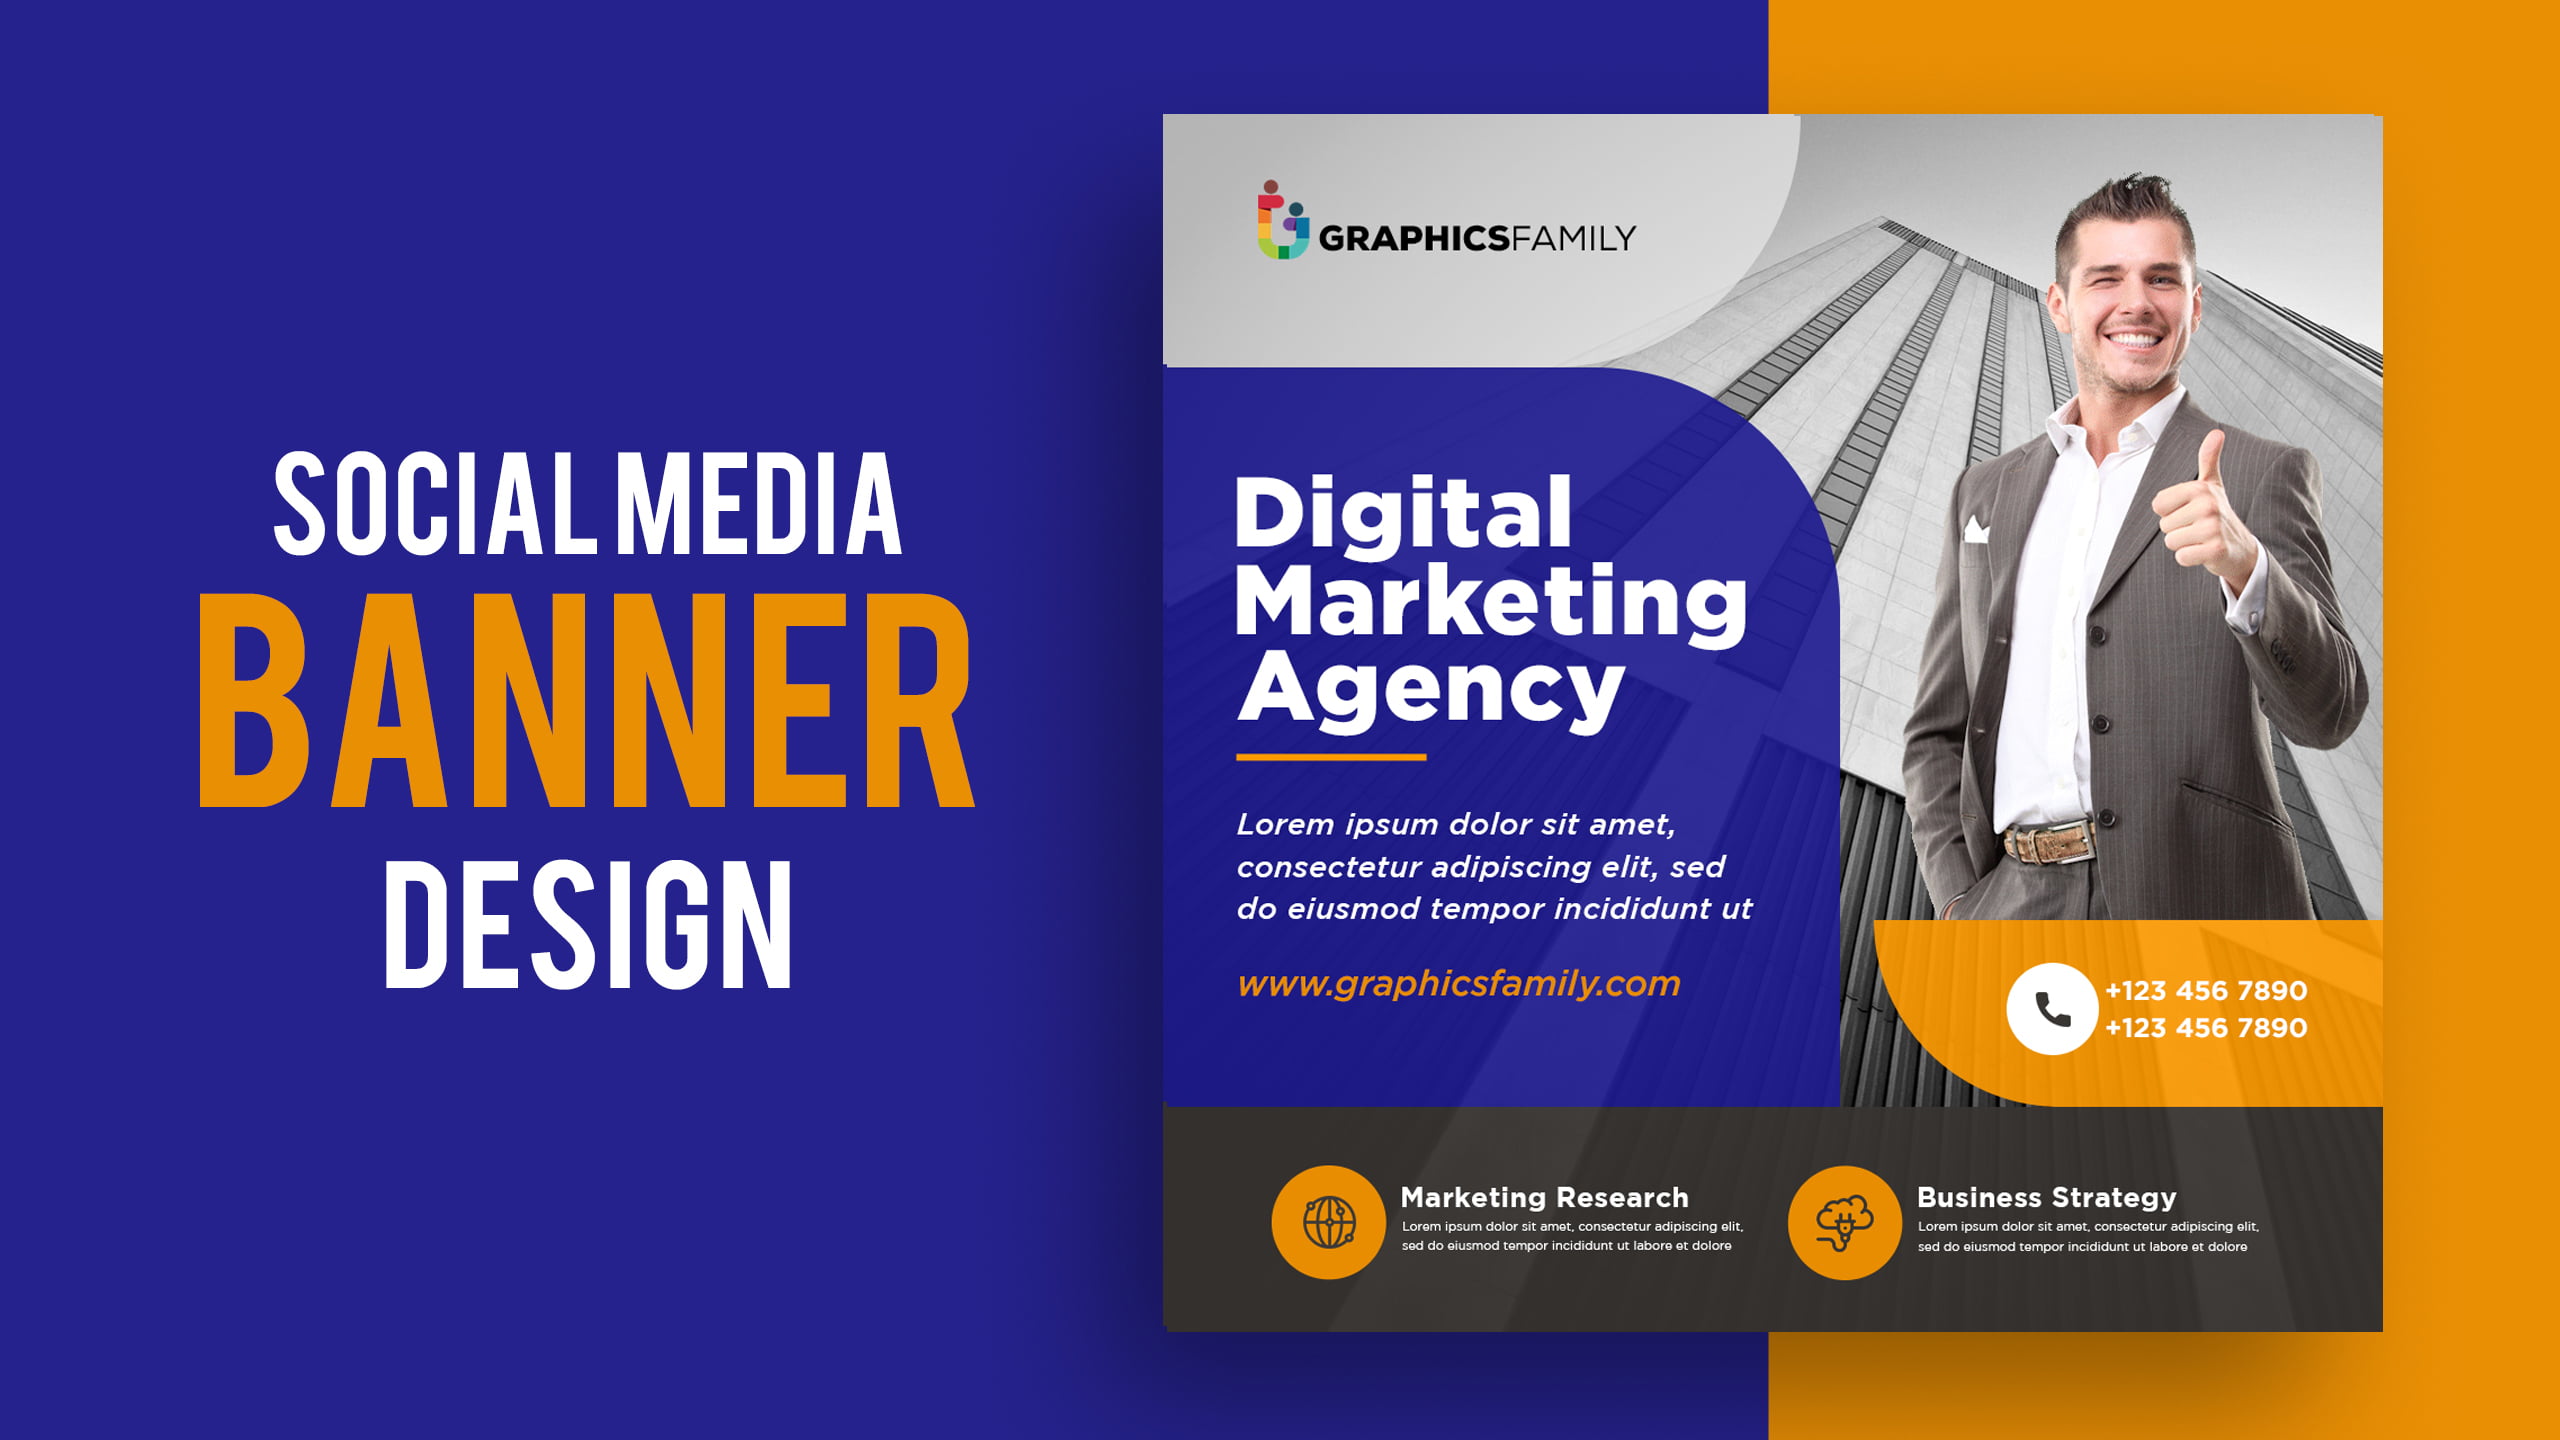 SOCIAL MEDIA
BANNER
DESIGN
GRAPHICSFAMILY
Digital
Marketing
Agency
Lorem ipsum dolor sit amet,
consectetur adipiscing elit, sed
do eiusmod tempor incididunt ut
www.graphicsfamily.com
+123 456 7890
+123 456 7890
Marketing Research
Lorem ipsum dolor sit amet, consectetur adipiscing elit,
sed do eiusmod tempor incididunt ut labore et dolore
Business Strategy
Lorem ipsum dolor sit amet, consectetur adipiscing elit,
sed do eiusmod tempor incididunt ut labore et dolore